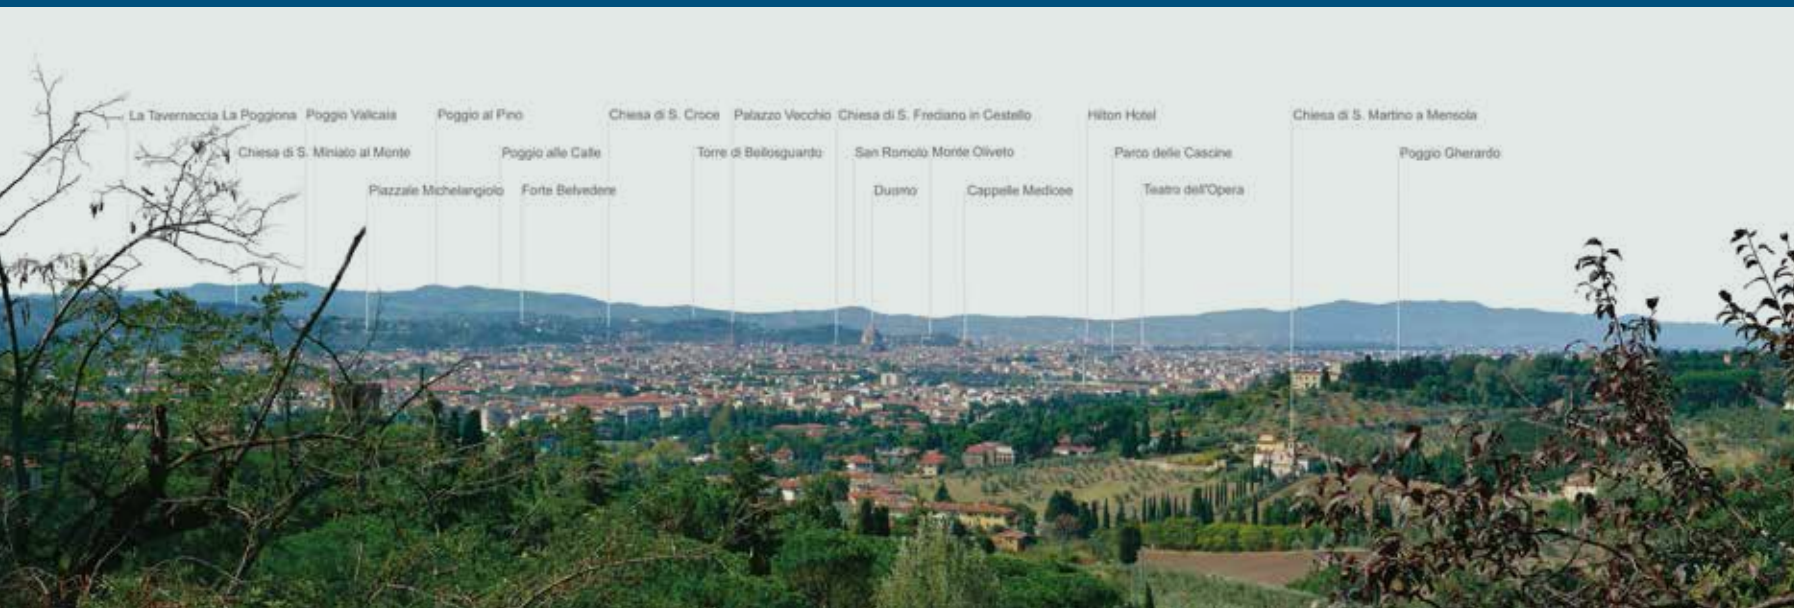 La Tavernaccia La Poggiona Poggio Valicaia Poggio al Pino Chiesa di S. Croce Palazzo Vecchio Chiesa di S. Frediano in Cestello Hilton Hotel Chiesa di S. Martino a Mensola
Chiesa di S. Miniato al Monte Poggio alle Calle Torre di Bellosguardo San Romolo Monte Oliveto Parco delle Cascine Poggio Gherardo
Piazzale Michelangiolo Forte Belvedere Duomo Cappelle Medicee Teatro dell'Opera